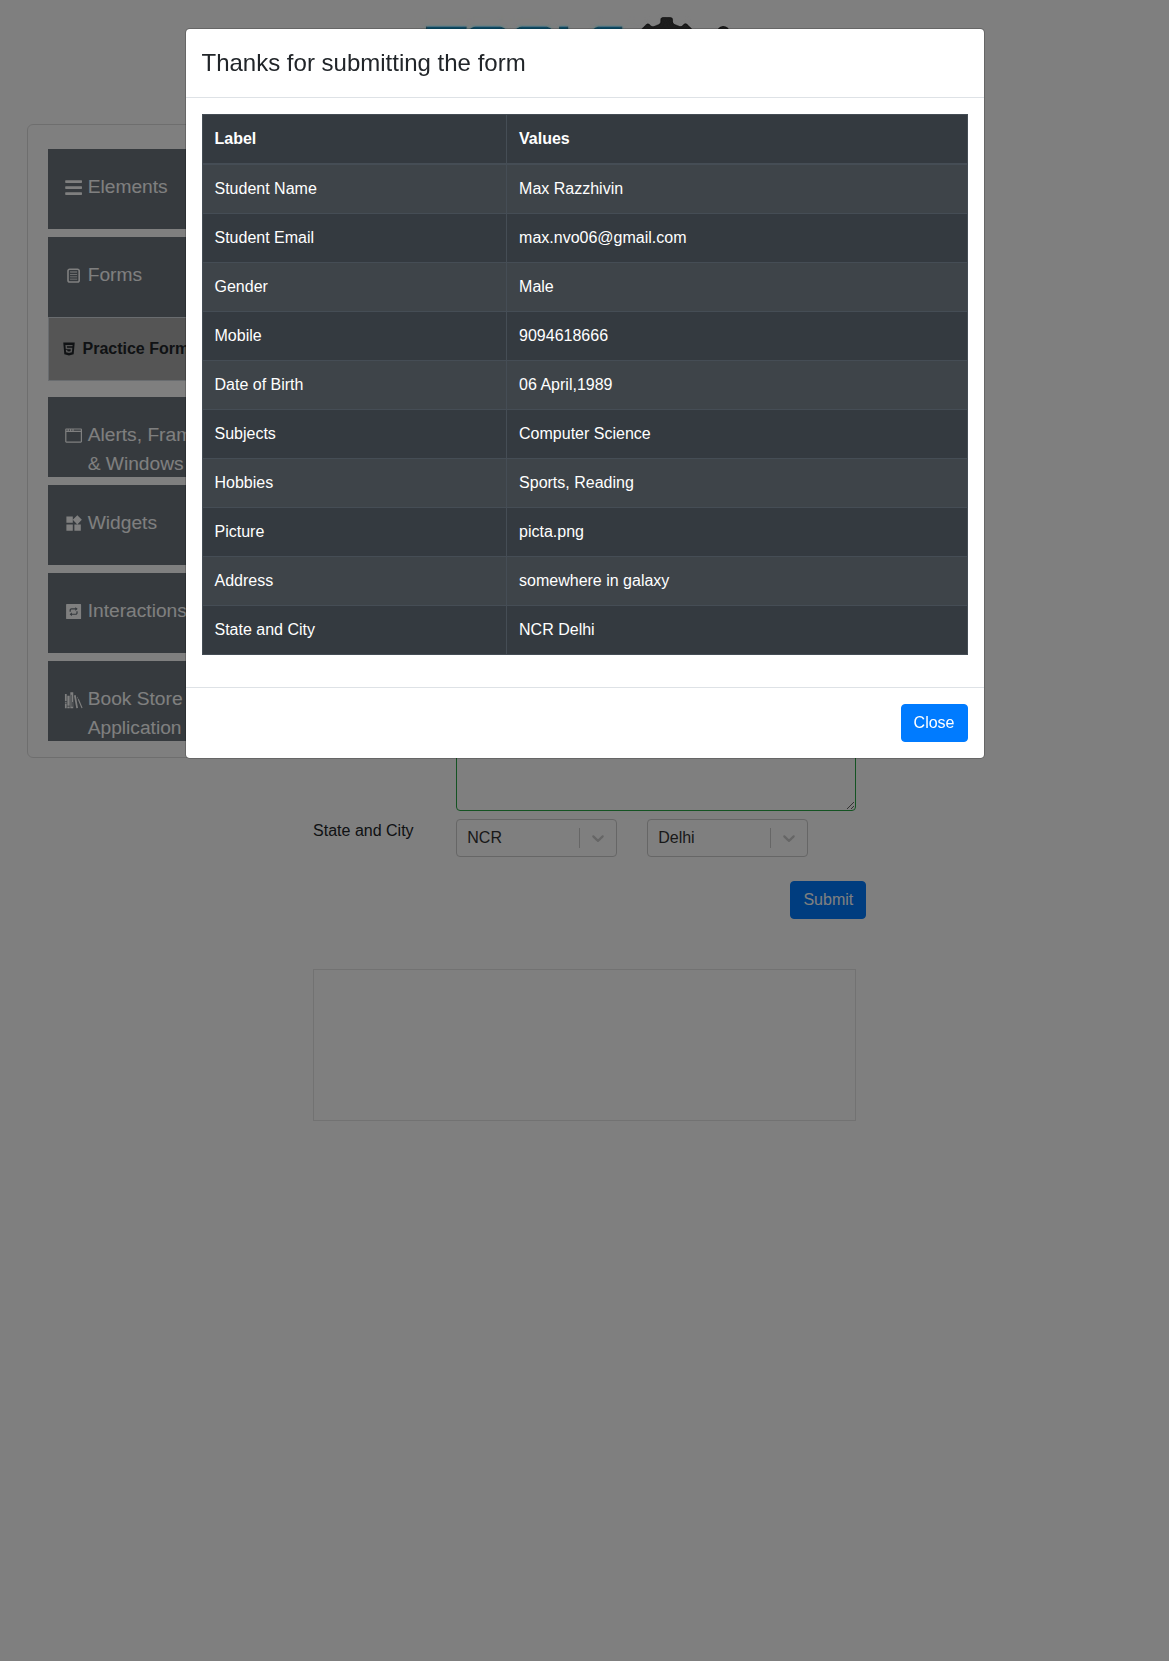 Thanks for submitting the form
Label Values
Student Name Max Razzhivin
Student Email max.nvo06@gmail.com
Gender Male
Mobile 9094618666
Date of Birth 06 April,1989
Subjects Computer Science
Hobbies Sports, Reading
Picture picta.png
Address somewhere in galaxy
State and City NCR Delhi
Close
Elements
Forms
Practice Form
Alerts, Fram
& Windows
Widgets
Interactions
Book Store
Application
State and City NCR Delhi
Submit